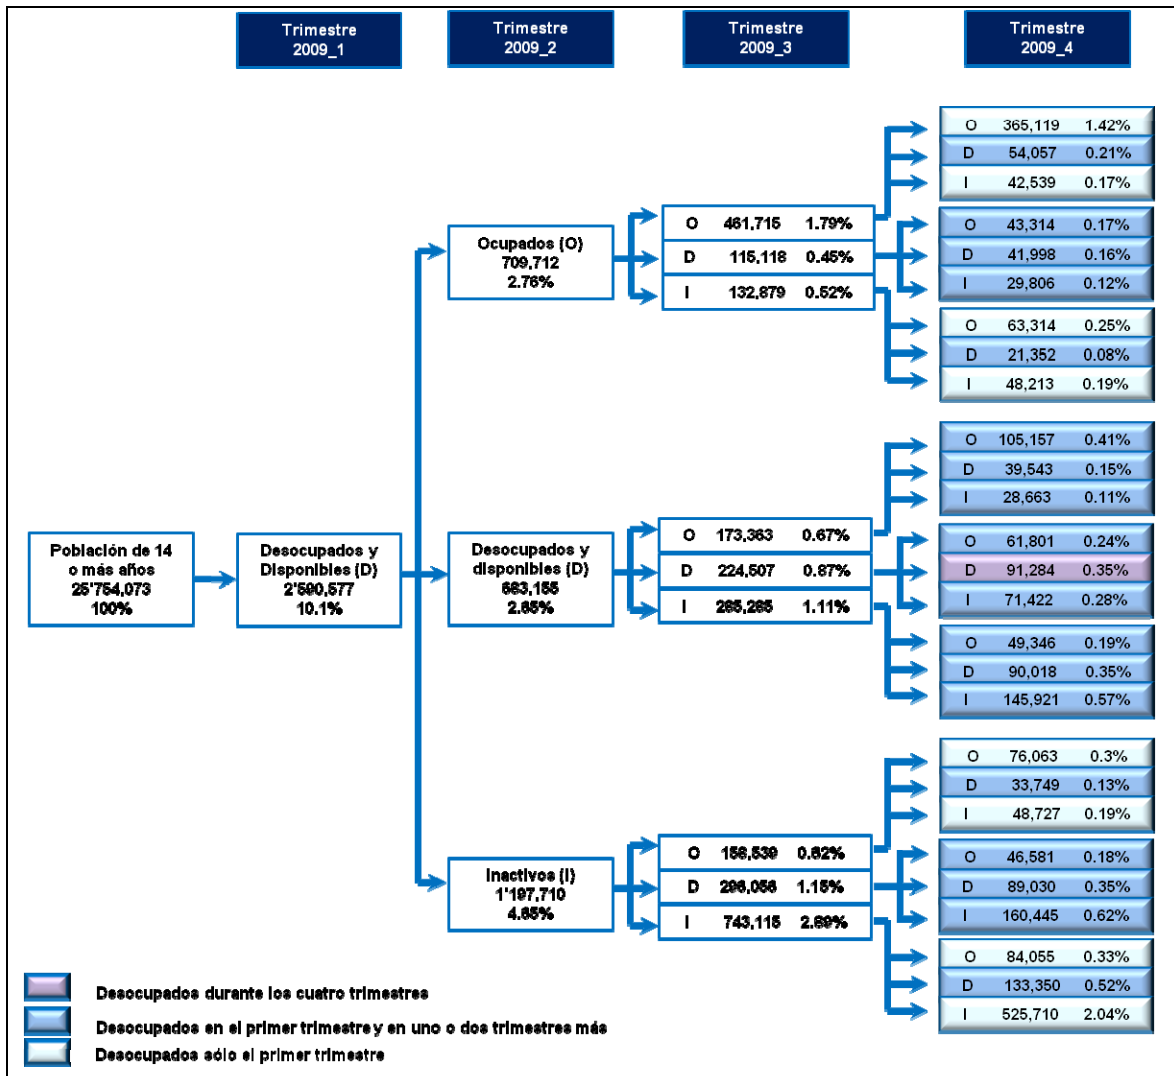 Trimestre
2009_1
Trimestre
2009_2
Trimestre
2009_3
Trimestre
2009_4
Población de 14
o más años
25'754,073
100%
Desocupados y
Disponibles (D)
2'590,577
10.1%
Ocupados (O)
709,712
2.76%
O 461,715 1.79%
D 115,118 0.45%
I 132,879 0.52%
O 365,119 1.42%
D 54,057 0.21%
I 42,539 0.17%
O 43,314 0.17%
D 41,998 0.16%
I 29,806 0.12%
O 63,314 0.25%
D 21,352 0.08%
I 48,213 0.19%
Desocupados y
disponibles (D)
683,155
2.65%
O 173,363 0.67%
D 224,507 0.87%
I 285,285 1.11%
O 105,157 0.41%
D 39,543 0.15%
I 28,663 0.11%
O 61,801 0.24%
D 91,284 0.35%
I 71,422 0.28%
O 49,346 0.19%
D 90,018 0.35%
I 145,921 0.57%
Inactivos (I)
1'197,710
4.65%
O 158,539 0.62%
D 296,056 1.15%
I 743,115 2.89%
O 76,063 0.3%
D 33,749 0.13%
I 48,727 0.19%
O 46,581 0.18%
D 89,030 0.35%
I 160,445 0.62%
O 84,055 0.33%
D 133,350 0.52%
I 525,710 2.04%
Desocupados durante los cuatro trimestres
Desocupados en el primer trimestre y en uno o dos trimestres más
Desocupados sólo el primer trimestre